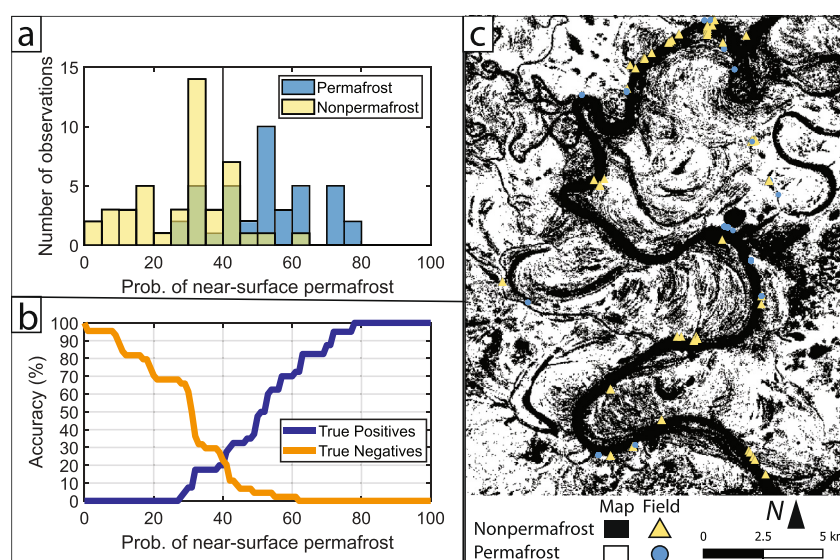 a
15
10
5
0
Number of observations
Permafrost
Nonpermafrost
0 20 40 60 80 100
Prob. of near-surface permafrost
b
100
90
80
70
60
50
40
30
20
10
0
Accuracy (%)
True Positives
True Negatives
0 20 40 60 80 100
Prob. of near-surface permafrost
c
Map Field
Nonpermafrost
Permafrost
N
0 2.5 5